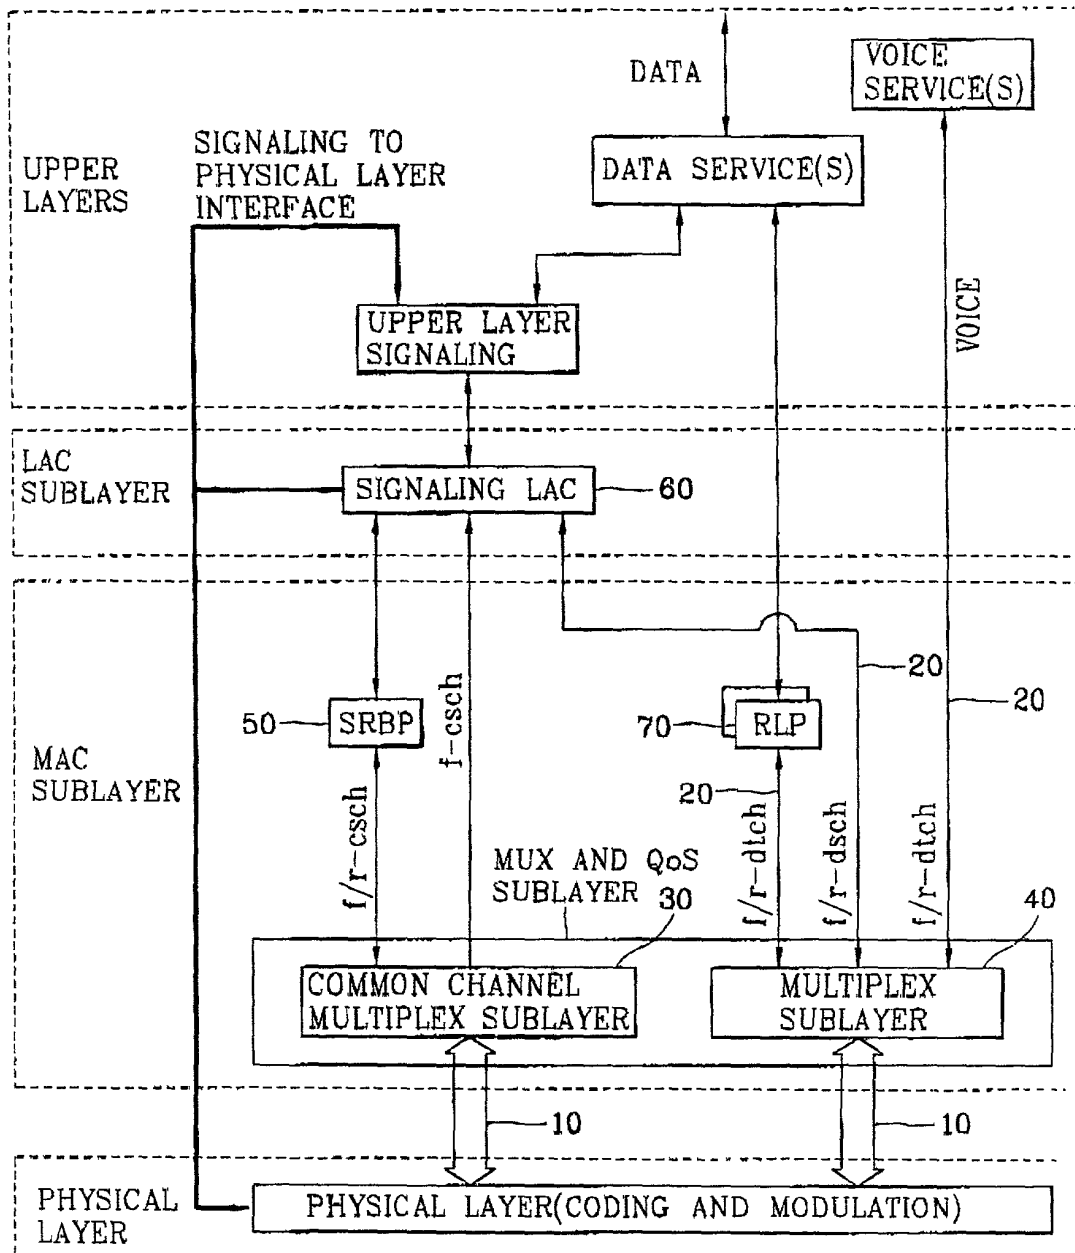 DATA
VOICE
SERVICE(S)
SIGNALING TO
PHYSICAL LAYER
INTERFACE
UPPER
LAYERS
DATA SERVICE(S)
UPPER LAYER
SIGNALING
VOICE
LAC
SUBLAYER
SIGNALING LAC
60
MAC
SUBLAYER
50
SRBP
f-csch
70
RLP
20
20
20
f/r-csch
f/r-dtch
f/r-dsch
f/r-dtch
MUX AND QoS
SUBLAYER
30
40
COMMON CHANNEL
MULTIPLEX SUBLAYER
MULTIPLEX
SUBLAYER
10
10
PHYSICAL
LAYER
PHYSICAL LAYER(CODING AND MODULATION)